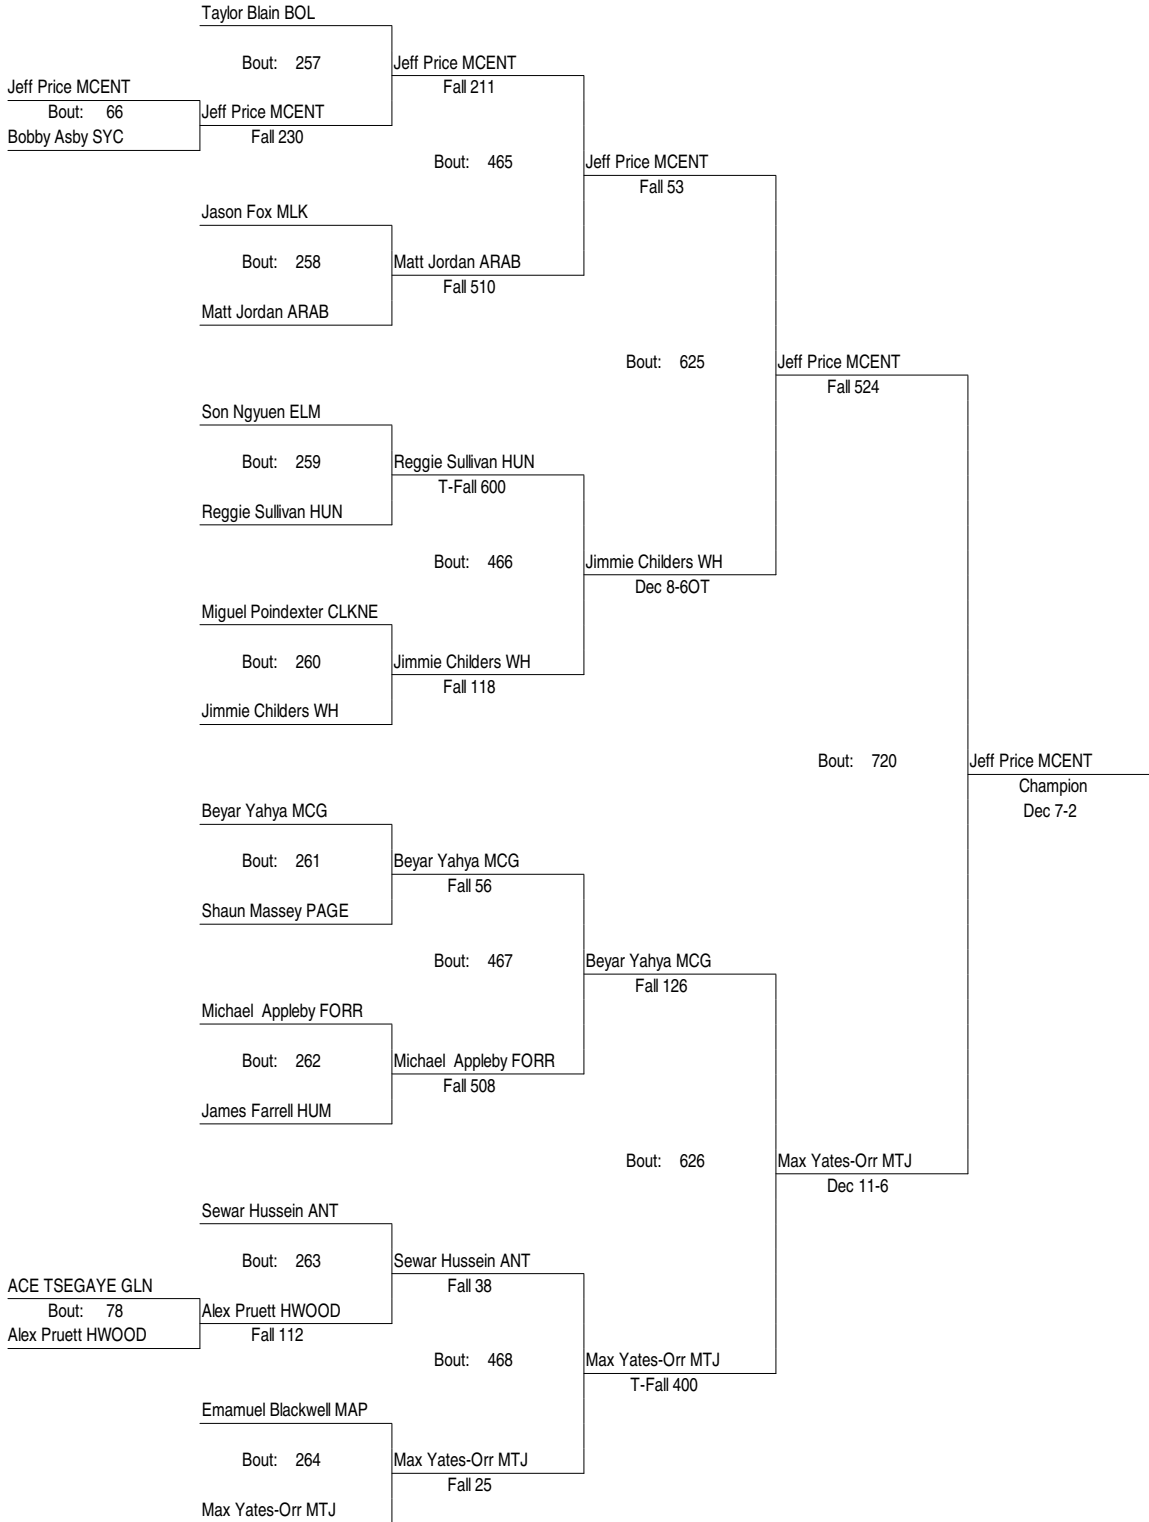 Taylor Blain BOL
Bout: 257
Jeff Price MCENT
Fall 211
Jeff Price MCENT
Bout: 66
Jeff Price MCENT
Bobby Asby SYC
Fall 230
Bout: 465
Jeff Price MCENT
Fall 53
Jason Fox MLK
Bout: 258
Matt Jordan ARAB
Fall 510
Matt Jordan ARAB
Bout: 625
Jeff Price MCENT
Fall 524
Son Ngyuen ELM
Bout: 259
Reggie Sullivan HUN
T-Fall 600
Reggie Sullivan HUN
Bout: 466
Jimmie Childers WH
Dec 8-6OT
Miguel Poindexter CLKNE
Bout: 260
Jimmie Childers WH
Fall 118
Jimmie Childers WH
Bout: 720
Jeff Price MCENT
Champion
Dec 7-2
Beyar Yahya MCG
Bout: 261
Beyar Yahya MCG
Fall 56
Shaun Massey PAGE
Bout: 467
Beyar Yahya MCG
Fall 126
Michael  Appleby FORR
Bout: 262
Michael  Appleby FORR
Fall 508
James Farrell HUM
Bout: 626
Max Yates-Orr MTJ
Dec 11-6
Sewar Hussein ANT
Bout: 263
Sewar Hussein ANT
Fall 38
ACE TSEGAYE GLN
Bout: 78
Alex Pruett HWOOD
Alex Pruett HWOOD
Fall 112
Bout: 468
Max Yates-Orr MTJ
T-Fall 400
Emamuel Blackwell MAP
Bout: 264
Max Yates-Orr MTJ
Fall 25
Max Yates-Orr MTJ